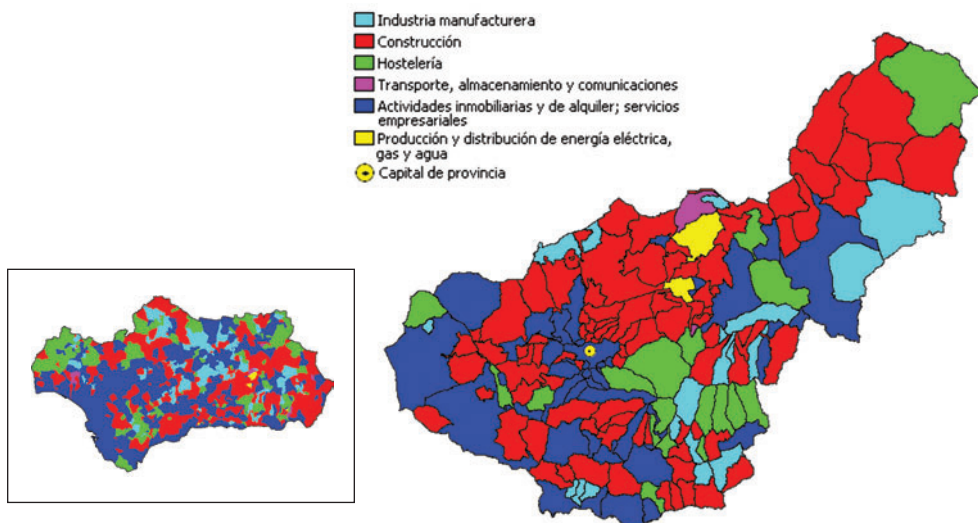 Industria manufacturera
Construcción
Hostelería
Transporte, almacenamiento y comunicaciones
Actividades inmobiliarias y de alquiler; servicios
empresariales
Producción y distribución de energía eléctrica,
gas y agua
Capital de provincia